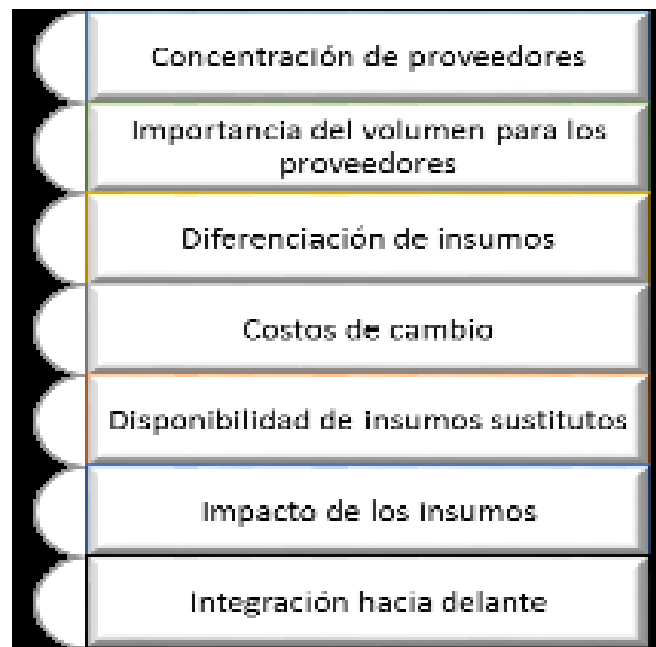 Concentración de proveedores
Importancia del volumen para los
proveedores
Diferenciación de insumos
Costos de cambio
Disponibilidad de insumos sustitutos
Impacto de los insumos
Integración hacia delante